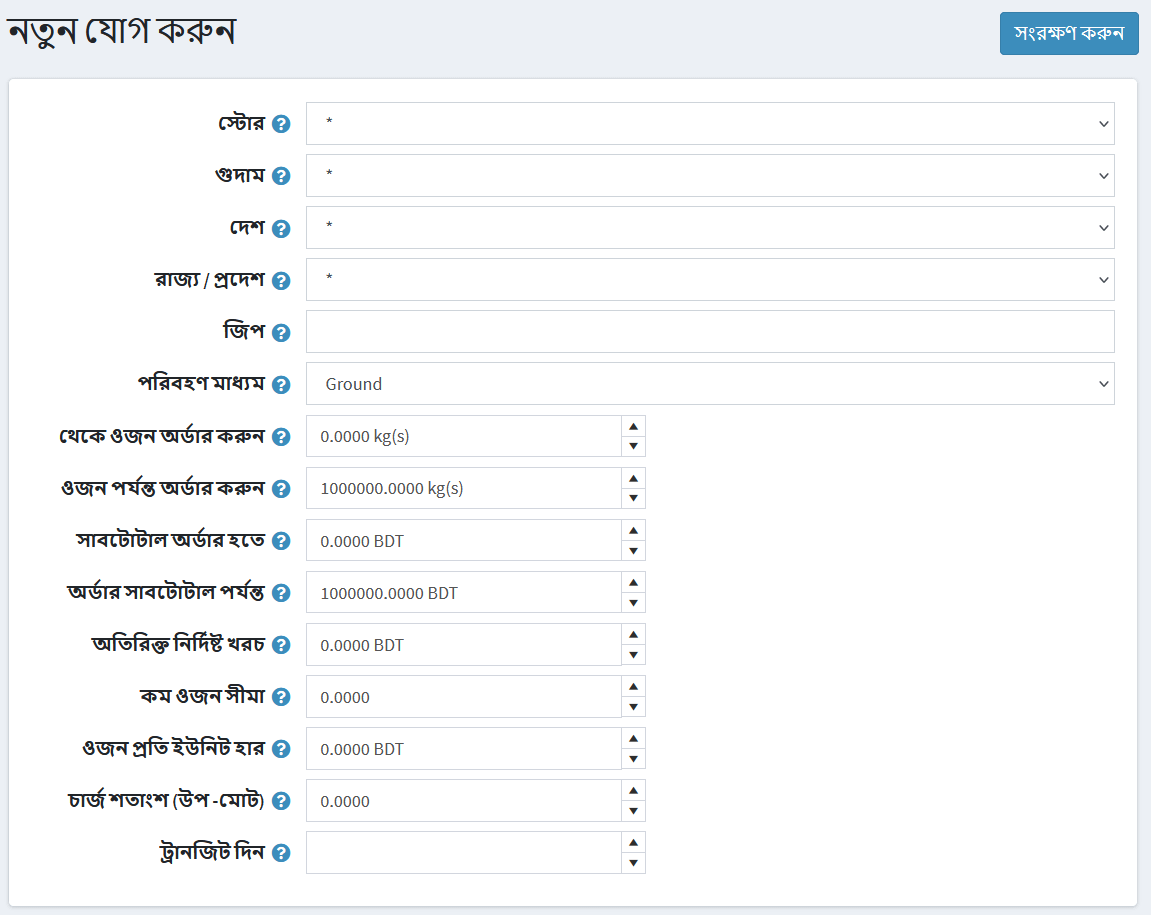 নতুন যোগ করুন
সংরক্ষণ করুন
স্টোর ? *
গুদাম ? *
দেশ ? *
রাজ্য / প্রদেশ ? *
জিপ ?
পরিবহণ মাধ্যম ? Ground
থেকে ওজন অর্ডার করুন ? 0.0000 kg(s)
ওজন পর্যন্ত অর্ডার করুন ? 1000000.0000 kg(s)
সাবটোটাল অর্ডার হতে ? 0.0000 BDT
অর্ডার সাবটোটাল পর্যন্ত ? 1000000.0000 BDT
অতিরিক্ত নির্দিষ্ট খরচ ? 0.0000 BDT
কম ওজন সীমা ? 0.0000
ওজন প্রতি ইউনিট হার ? 0.0000 BDT
চার্জ শতাংশ (উপ -মোট) ? 0.0000
ট্রানজিট দিন ?